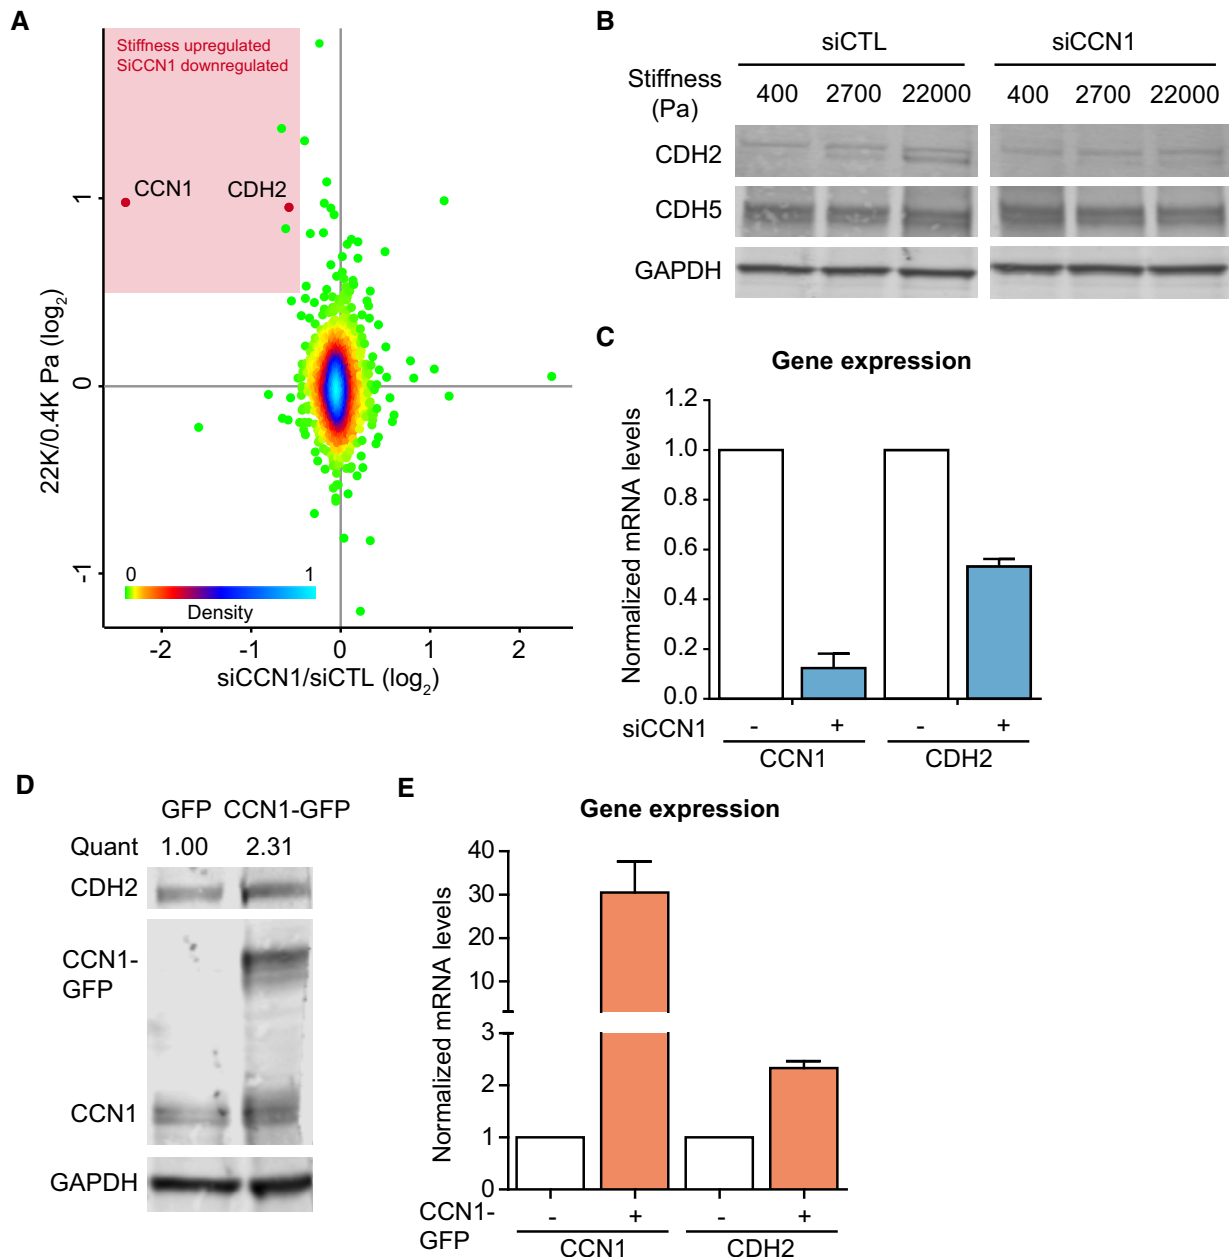 A
Stiffness upregulated
SiCCN1 downregulated
CCN1
CDH2
1
0
-1
22K/0.4K Pa (log2)
0 1
Density
-2 -1 0 1 2
siCCN1/siCTL (log2)
B
siCTL siCCN1
Stiffness
(Pa)
400 2700 22000 400 2700 22000
CDH2
CDH5
GAPDH
C
Gene expression
Normalized mRNA levels
1.2
1.0
0.8
0.6
0.4
0.2
0.0
siCCN1 - + - +
CCN1 CDH2
D
GFP CCN1-GFP
Quant 1.00 2.31
CDH2
CCN1-
GFP
CCN1
GAPDH
E
Gene expression
Normalized mRNA levels
40
30
20
10
3
2
1
0
CCN1-
GFP
- + - +
CCN1 CDH2